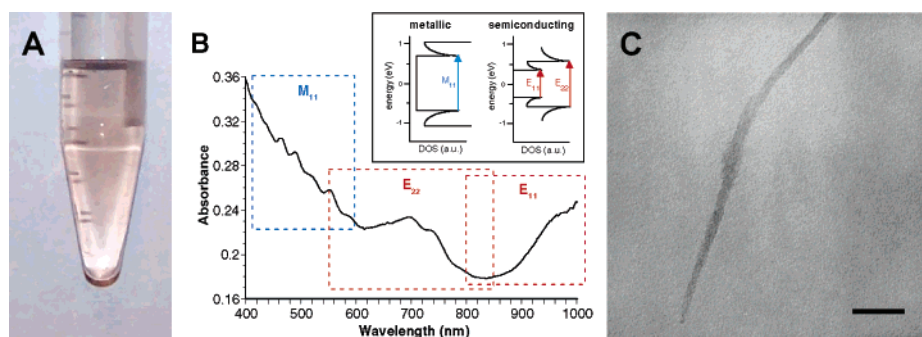 A
B
C
metallic
semiconducting
energy (eV)
1
0
-1
M11
DOS (a.u.)
energy (eV)
1
0
-1
E11
E22
DOS (a.u.)
M11
E22
E11
Absorbance
0.36
0.32
0.28
0.24
0.2
0.16
400 500 600 700 800 900 1000
Wavelength (nm)